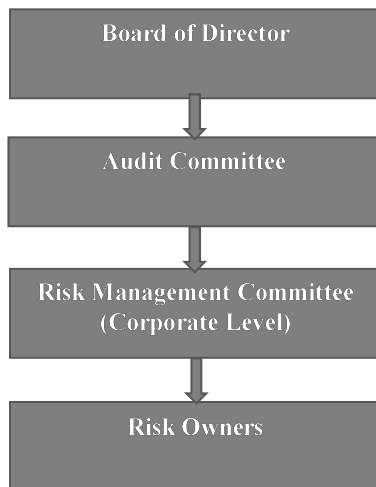 Board of Director
Audit Committee
Risk Management Committee
(Corporate Level)
Risk Owners